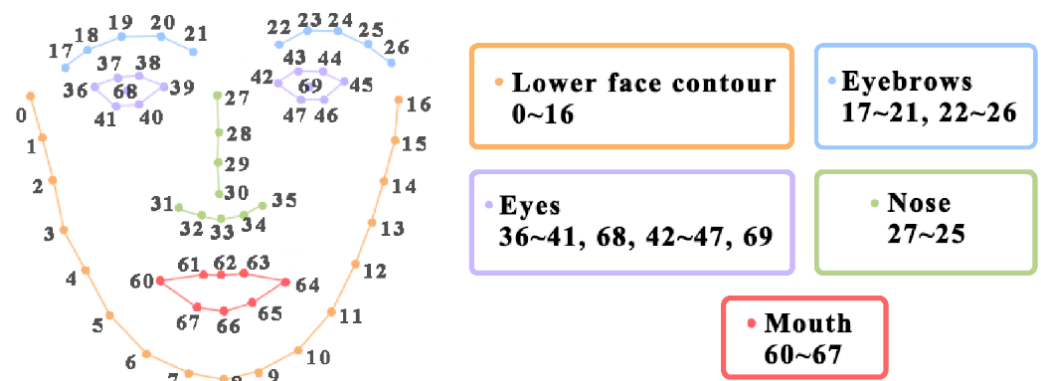 19 20 23 24
18 21 22 25
17 37 38 43 44 26
36 68 39 42 69 45
41 40 47 46
0 27 16
1 28 15
2 29 14
30
31 35
32 33 34
3 13
4 61 62 63 12
60 64
67 66 65
5 11
6 10
7 8 9
Lower face contour
0~16
Eyebrows
17~21, 22~26
Eyes
36~41, 68, 42~47, 69
Nose
27~25
Mouth
60~67